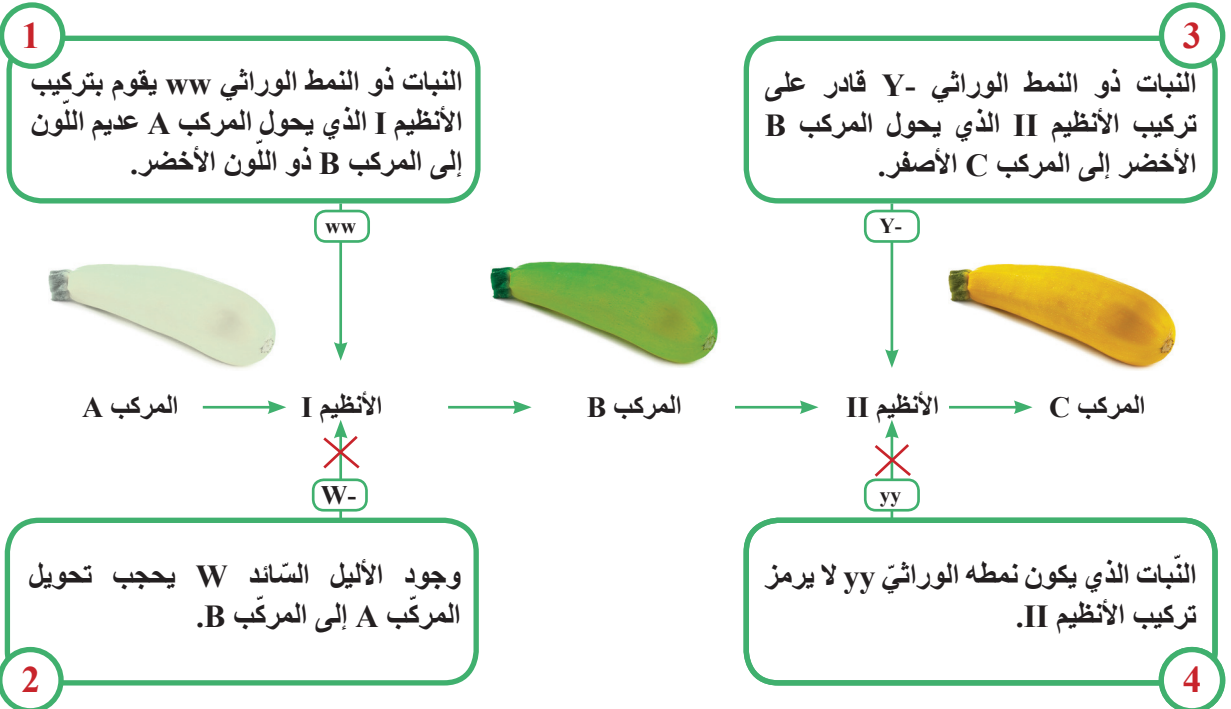 1
النبات ذو النمط الوراثي ww يقوم بتركيب
الأنظيم I الذي يحول المركب A عديم اللّون
إلى المركب B ذو اللّون الأخضر.
ww
3
النبات ذو النمط الوراثي Y- قادر على
تركيب الأنظيم II الذي يحول المركب B
الأخضر إلى المركب C الأصفر.
Y-
المركب A
الأنظيم I
المركب B
الأنظيم II
المركب C
W-
وجود الأليل السّائد W يحجب تحويل
المركّب A إلى المركّب B.
2
yy
النّبات الذي يكون نمطه الوراثيّ yy لا يرمز
تركيب الأنظيم II.
4